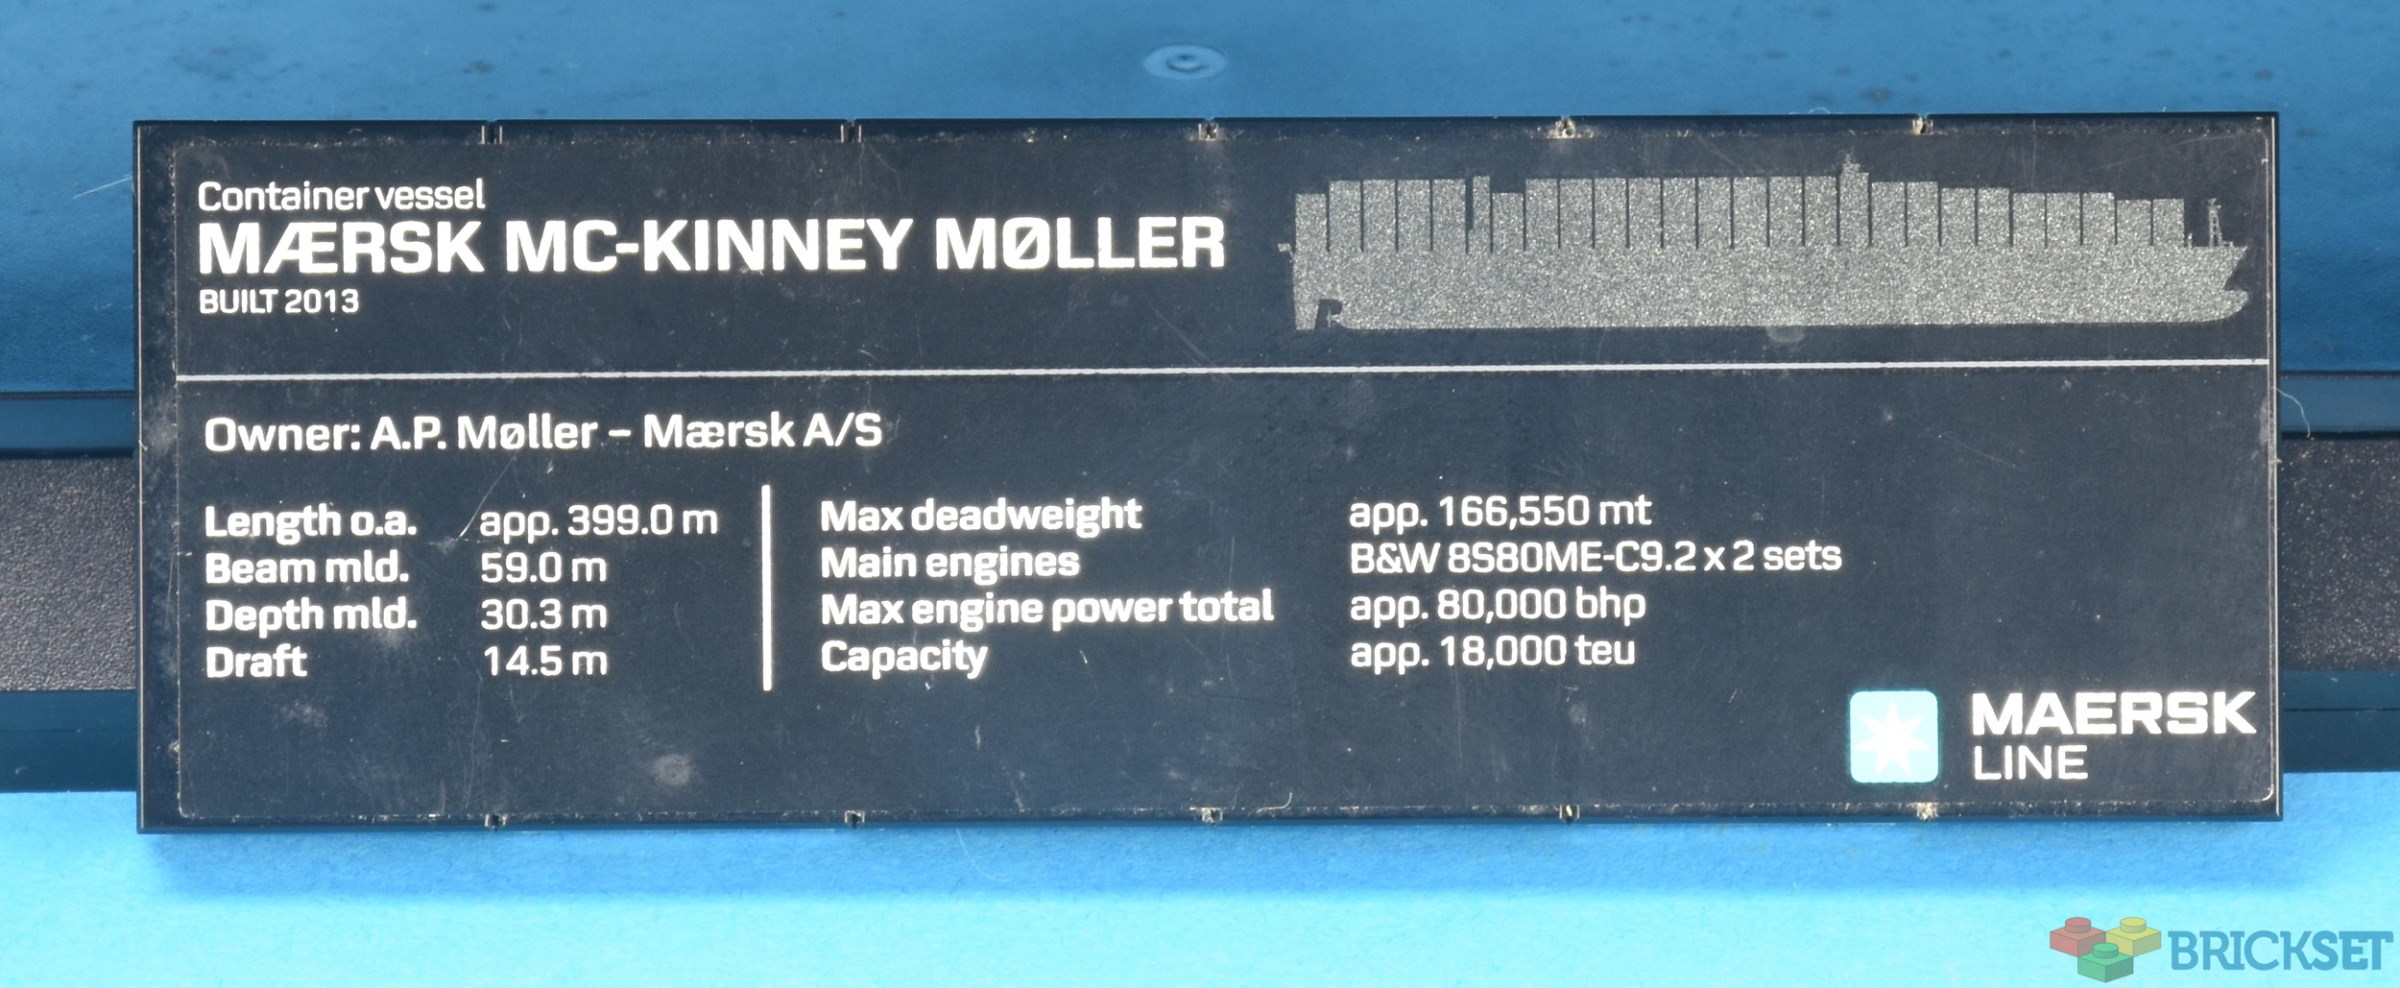 Container vessel
MÆRSK MC-KINNEY MØLLER
BUILT 2013
Owner: A.P. Møller – Mærsk A/S
Length o.a. app. 399.0 m
Beam mld. 59.0 m
Depth mld. 30.3 m
Draft 14.5 m
Max deadweight app. 166,550 mt
Main engines B&W 8S80ME-C9.2 x 2 sets
Max engine power total app. 80,000 bhp
Capacity app. 18,000 teu
MAERSK
LINE
BRICKSET